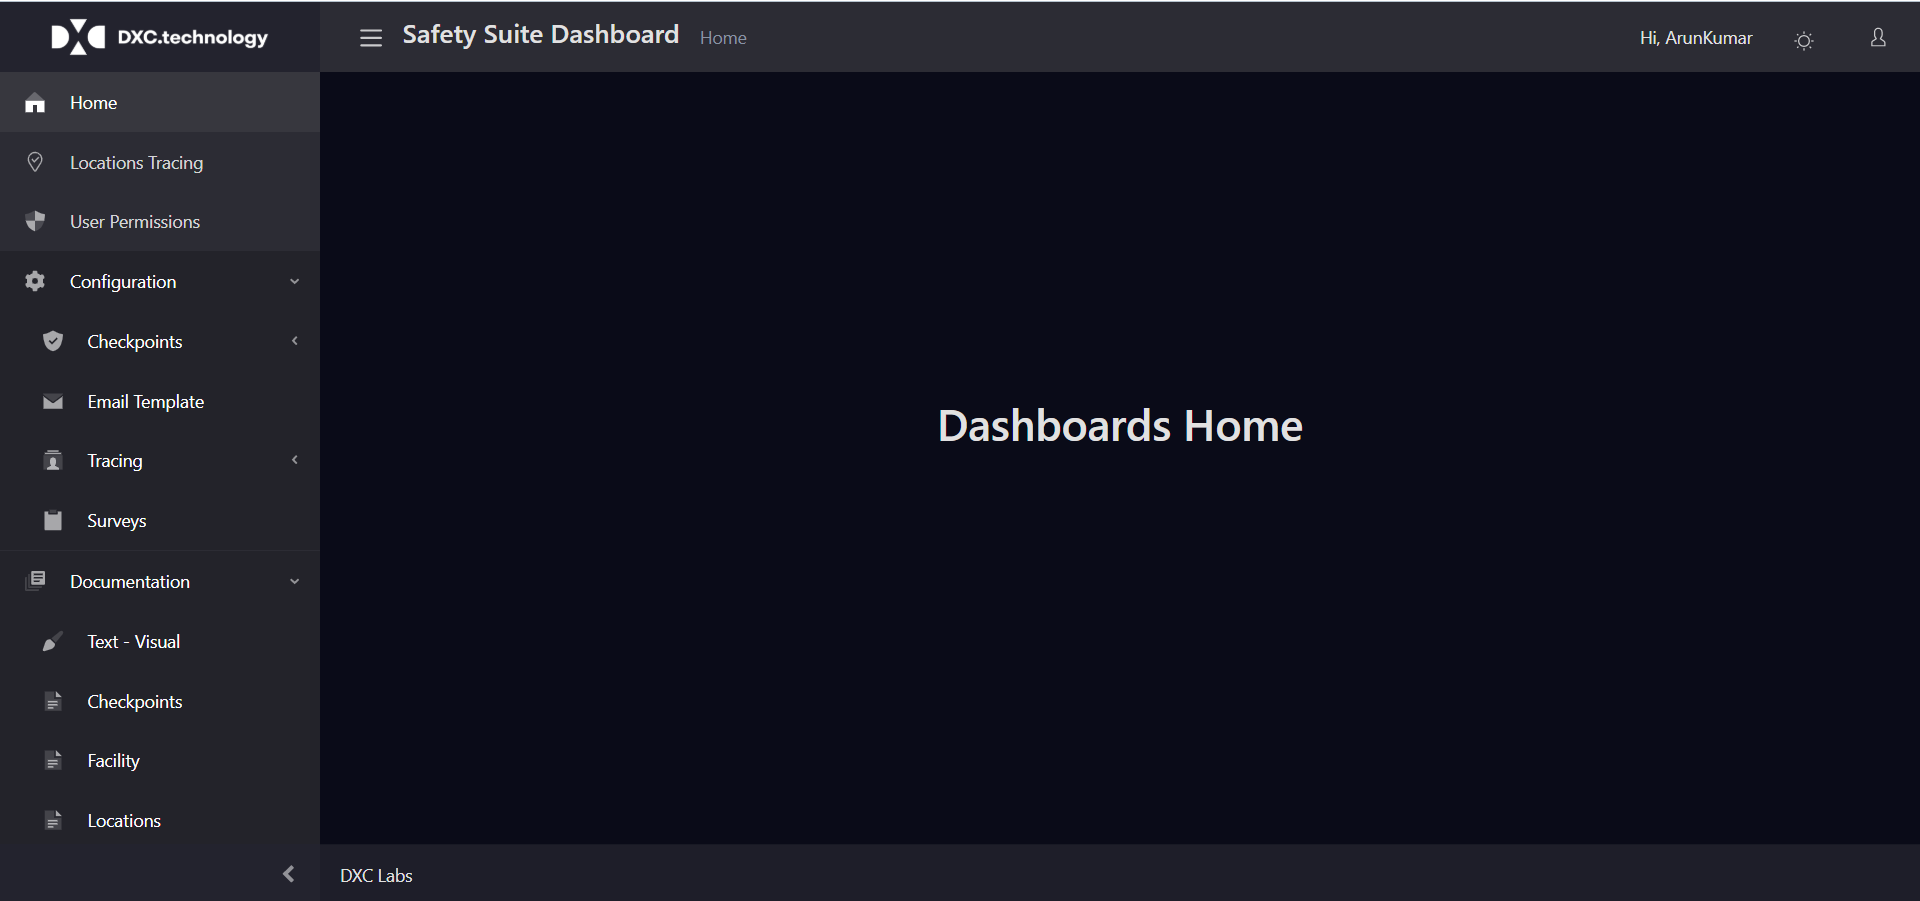 DXC.technology
Safety Suite Dashboard
Home
Hi, ArunKumar
Home
Locations Tracing
User Permissions
Configuration
Checkpoints
Email Template
Tracing
Surveys
Documentation
Text - Visual
Checkpoints
Facility
Locations
Dashboards Home
DXC Labs